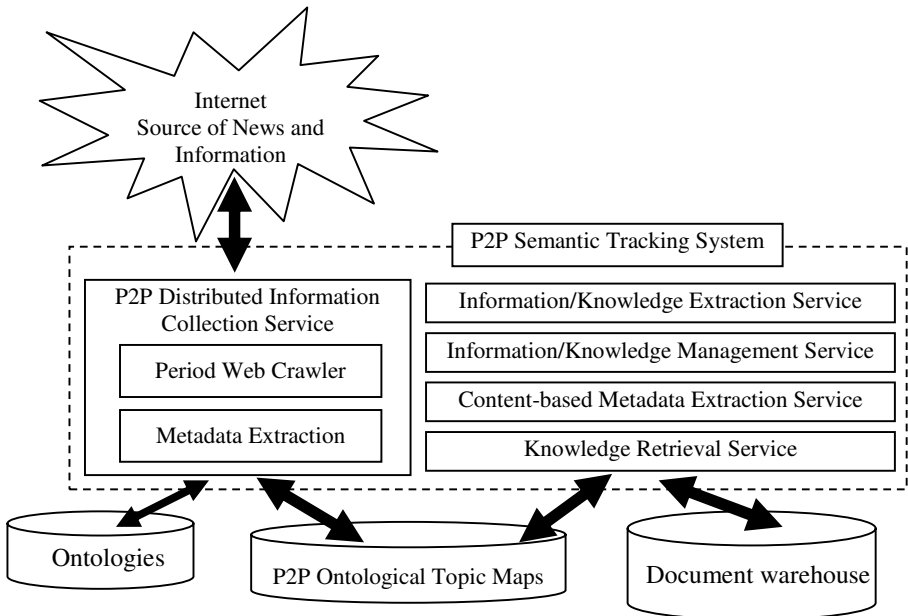 Internet
Source of News and
Information
P2P Semantic Tracking System
P2P Distributed Information
Collection Service
Period Web Crawler
Metadata Extraction
Information/Knowledge Extraction Service
Information/Knowledge Management Service
Content-based Metadata Extraction Service
Knowledge Retrieval Service
Ontologies
P2P Ontological Topic Maps
Document warehouse